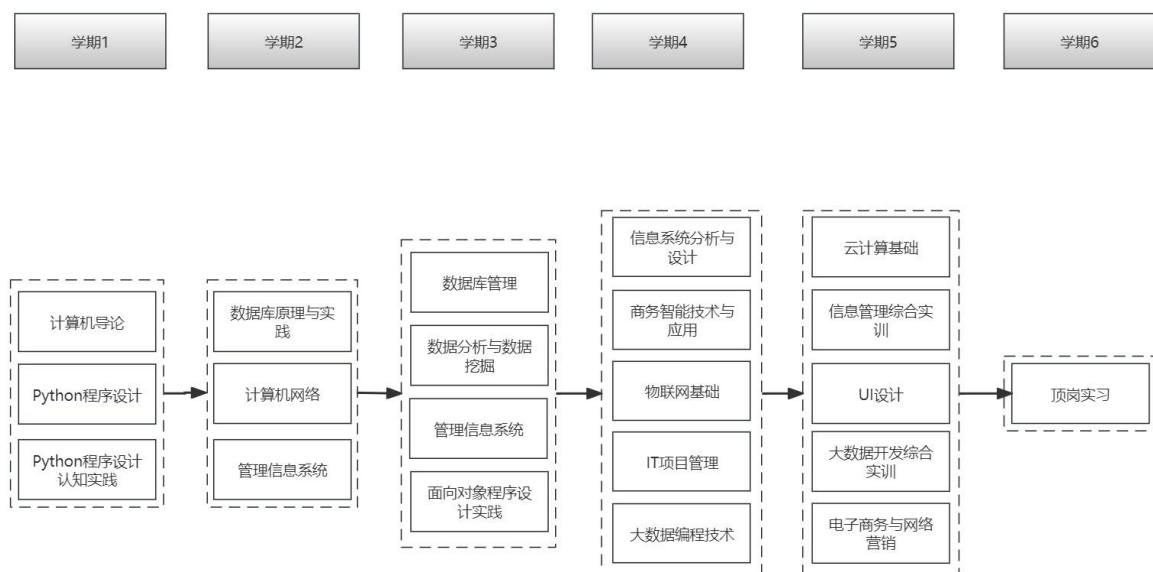 学期1
学期2
学期3
学期4
学期5
学期6
计算机导论
Python程序设计
Python程序设计
认知实践
数据库原理与实
践
计算机网络
管理信息系统
数据库管理
数据分析与数据
挖掘
管理信息系统
面向对象程序设
计实践
信息系统分析与
设计
商务智能技术与
应用
物联网基础
IT项目管理
大数据编程技术
云计算基础
信息管理综合实
训
UI设计
大数据开发综合
实训
电子商务与网络
营销
顶岗实习